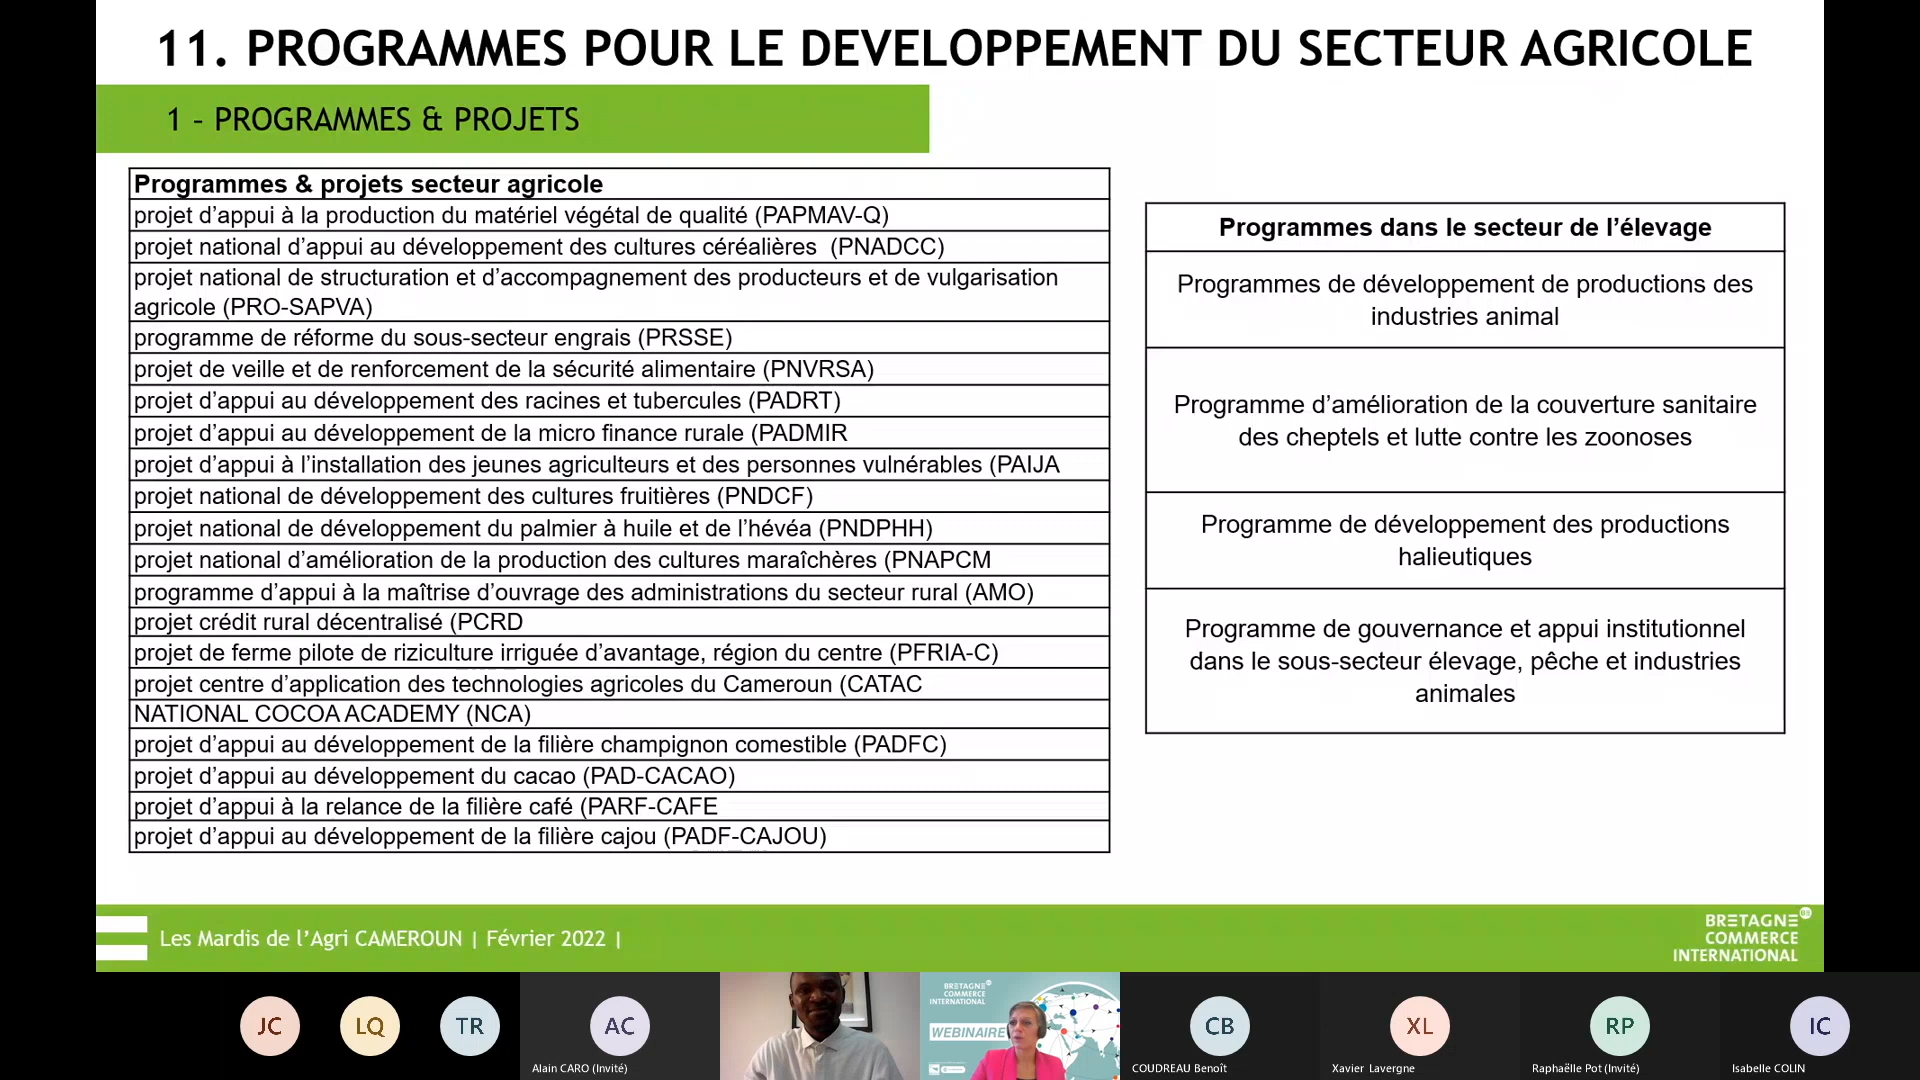 11. PROGRAMMES POUR LE DEVELOPPEMENT DU SECTEUR AGRICOLE
1 – PROGRAMMES & PROJETS
Programmes & projets secteur agricole
projet d’appui à la production du matériel végétal de qualité (PAPMAV-Q)
projet national d’appui au développement des cultures céréalières (PNADCC)
projet national de structuration et d’accompagnement des producteurs et de vulgarisation
agricole (PRO-SAPVA)
programme de réforme du sous-secteur engrais (PRSSE)
projet de veille et de renforcement de la sécurité alimentaire (PNVRSA)
projet d’appui au développement des racines et tubercules (PADRT)
projet d’appui au développement de la micro finance rurale (PADMIR
projet d’appui à l’installation des jeunes agriculteurs et des personnes vulnérables (PAIJA
projet national de développement des cultures fruitières (PNDCF)
projet national de développement du palmier à huile et de l’hévéa (PNDPHH)
projet national d’amélioration de la production des cultures maraîchères (PNAPCM
programme d’appui à la maîtrise d’ouvrage des administrations du secteur rural (AMO)
projet crédit rural décentralisé (PCRD
projet de ferme pilote de riziculture irriguée d’avantage, région du centre (PFRIA-C)
projet centre d’application des technologies agricoles du Cameroun (CATAC
NATIONAL COCOA ACADEMY (NCA)
projet d’appui au développement de la filière champignon comestible (PADFC)
projet d’appui au développement du cacao (PAD-CACAO)
projet d’appui à la relance de la filière café (PARF-CAFE
projet d’appui au développement de la filière cajou (PADF-CAJOU)
Programmes dans le secteur de l’élevage
Programmes de développement de productions des
industries animal
Programme d’amélioration de la couverture sanitaire
des cheptels et lutte contre les zoonoses
Programme de développement des productions
halieutiques
Programme de gouvernance et appui institutionnel
dans le sous-secteur élevage, pêche et industries
animales
Les Mardis de l’Agri CAMEROUN | Février 2022 |
BRETAGNE
COMMERCE
INTERNATIONAL
JC
LQ
TR
AC
Alain CARO (Invité)
BRETAGNE
COMMERCE
INTERNATIONAL
WEBINAIRE
CB
COUDREAU Benoît
XL
Xavier Lavergne
RP
Raphaëlle Pot (Invité)
IC
Isabelle COLIN